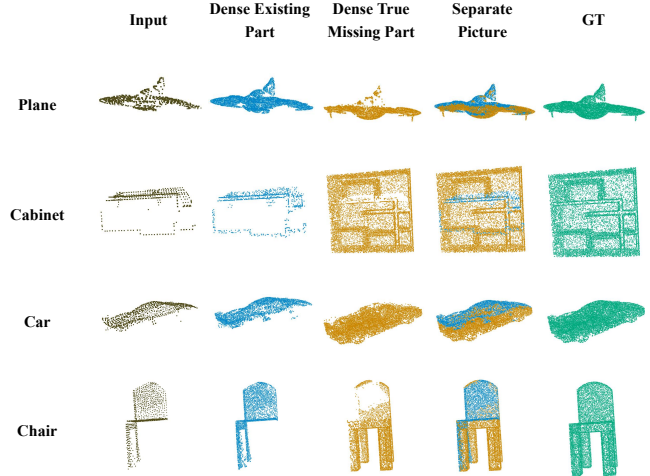 Input
Dense Existing
Part
Dense True
Missing Part
Separate
Picture
GT
Plane
Cabinet
Car
Chair